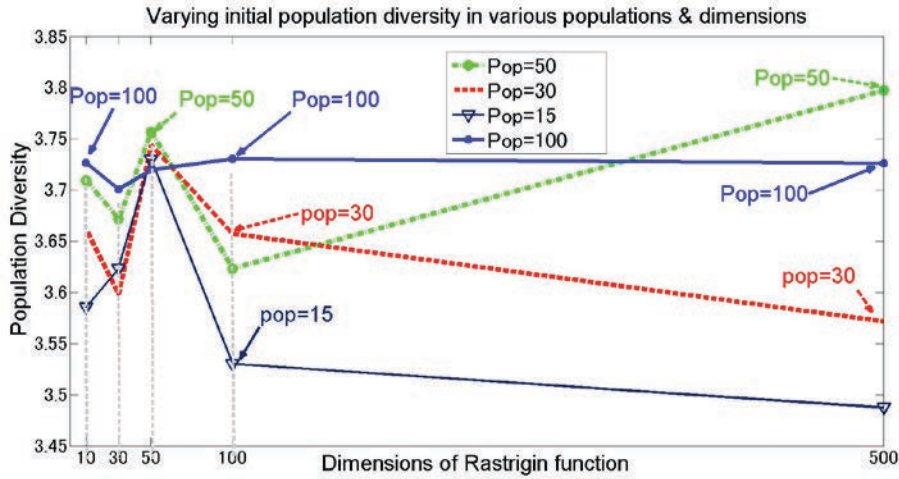 Varying initial population diversity in various populations & dimensions
3.85
3.8
3.75
3.7
3.65
3.6
3.55
3.5
3.45
Population Diversity
Pop=50
Pop=30
Pop=15
Pop=100
Pop=100
Pop=50
Pop=100
Pop=50
Pop=100
pop=30
pop=30
pop=15
10
30
50
100
500
Dimensions of Rastrigin function